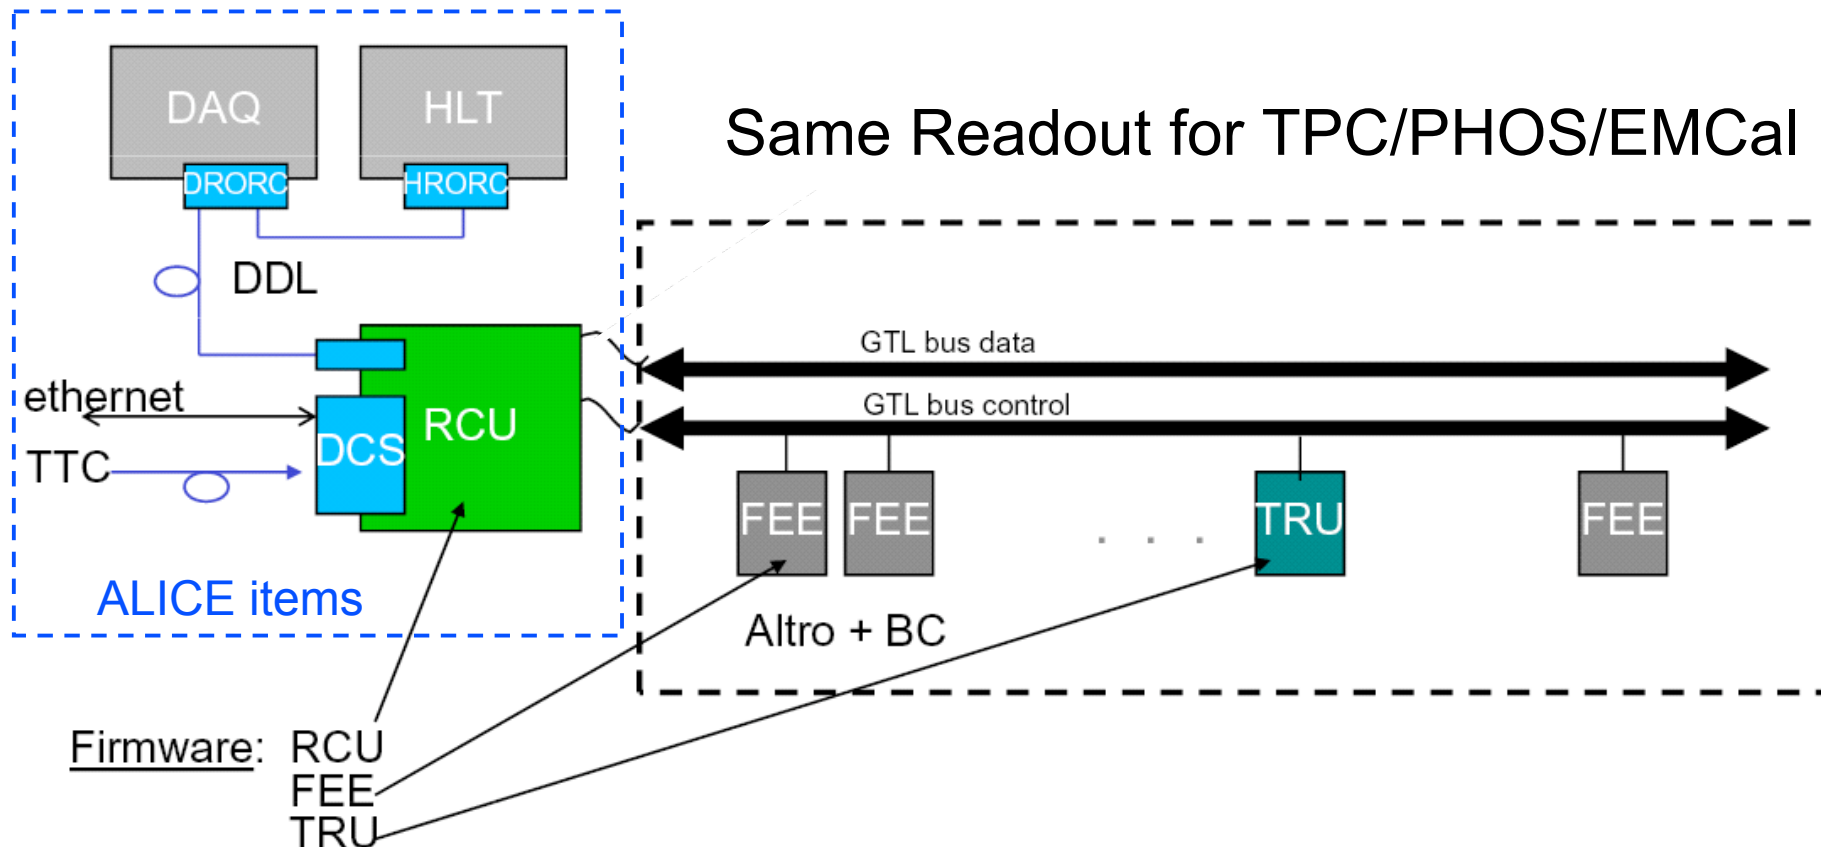 DAQ
HLT
Same Readout for TPC/PHOS/EMCal
DRORC
HRORC
DDL
GTL bus data
ethernet
GTL bus control
RCU
DCS
TTC
FEE
FEE
. . .
TRU
FEE
ALICE items
Altro + BC
Firmware: RCU
FEE
TRU